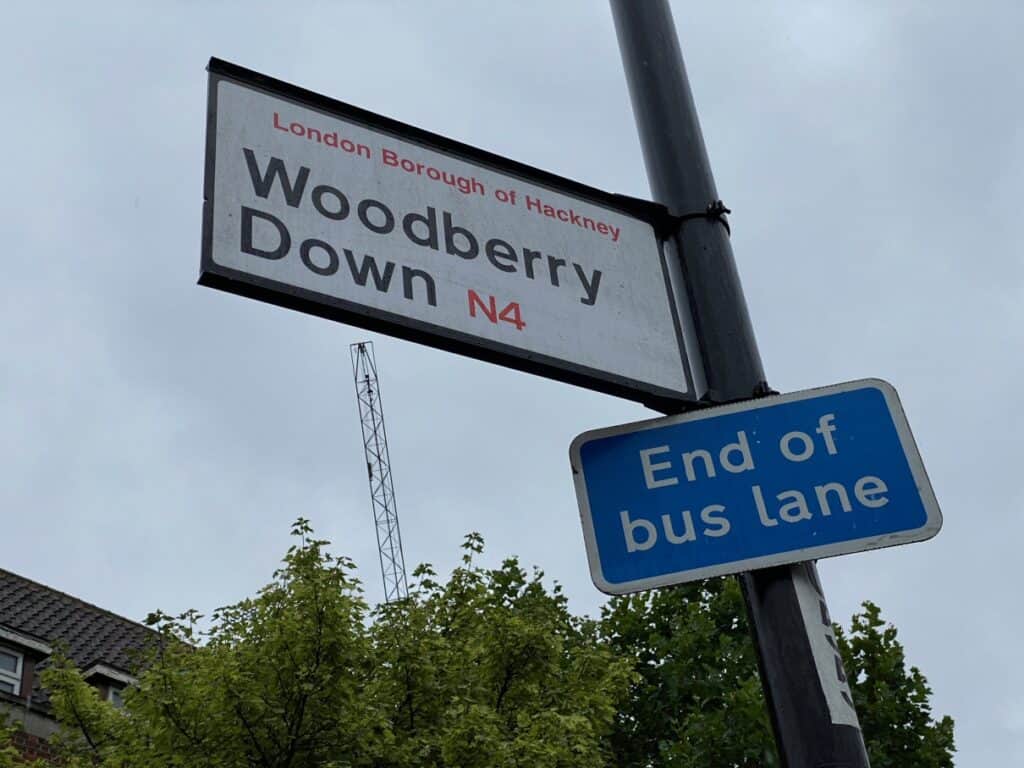 London Borough of Hackney
Woodberry
Down N4
End of
bus lane